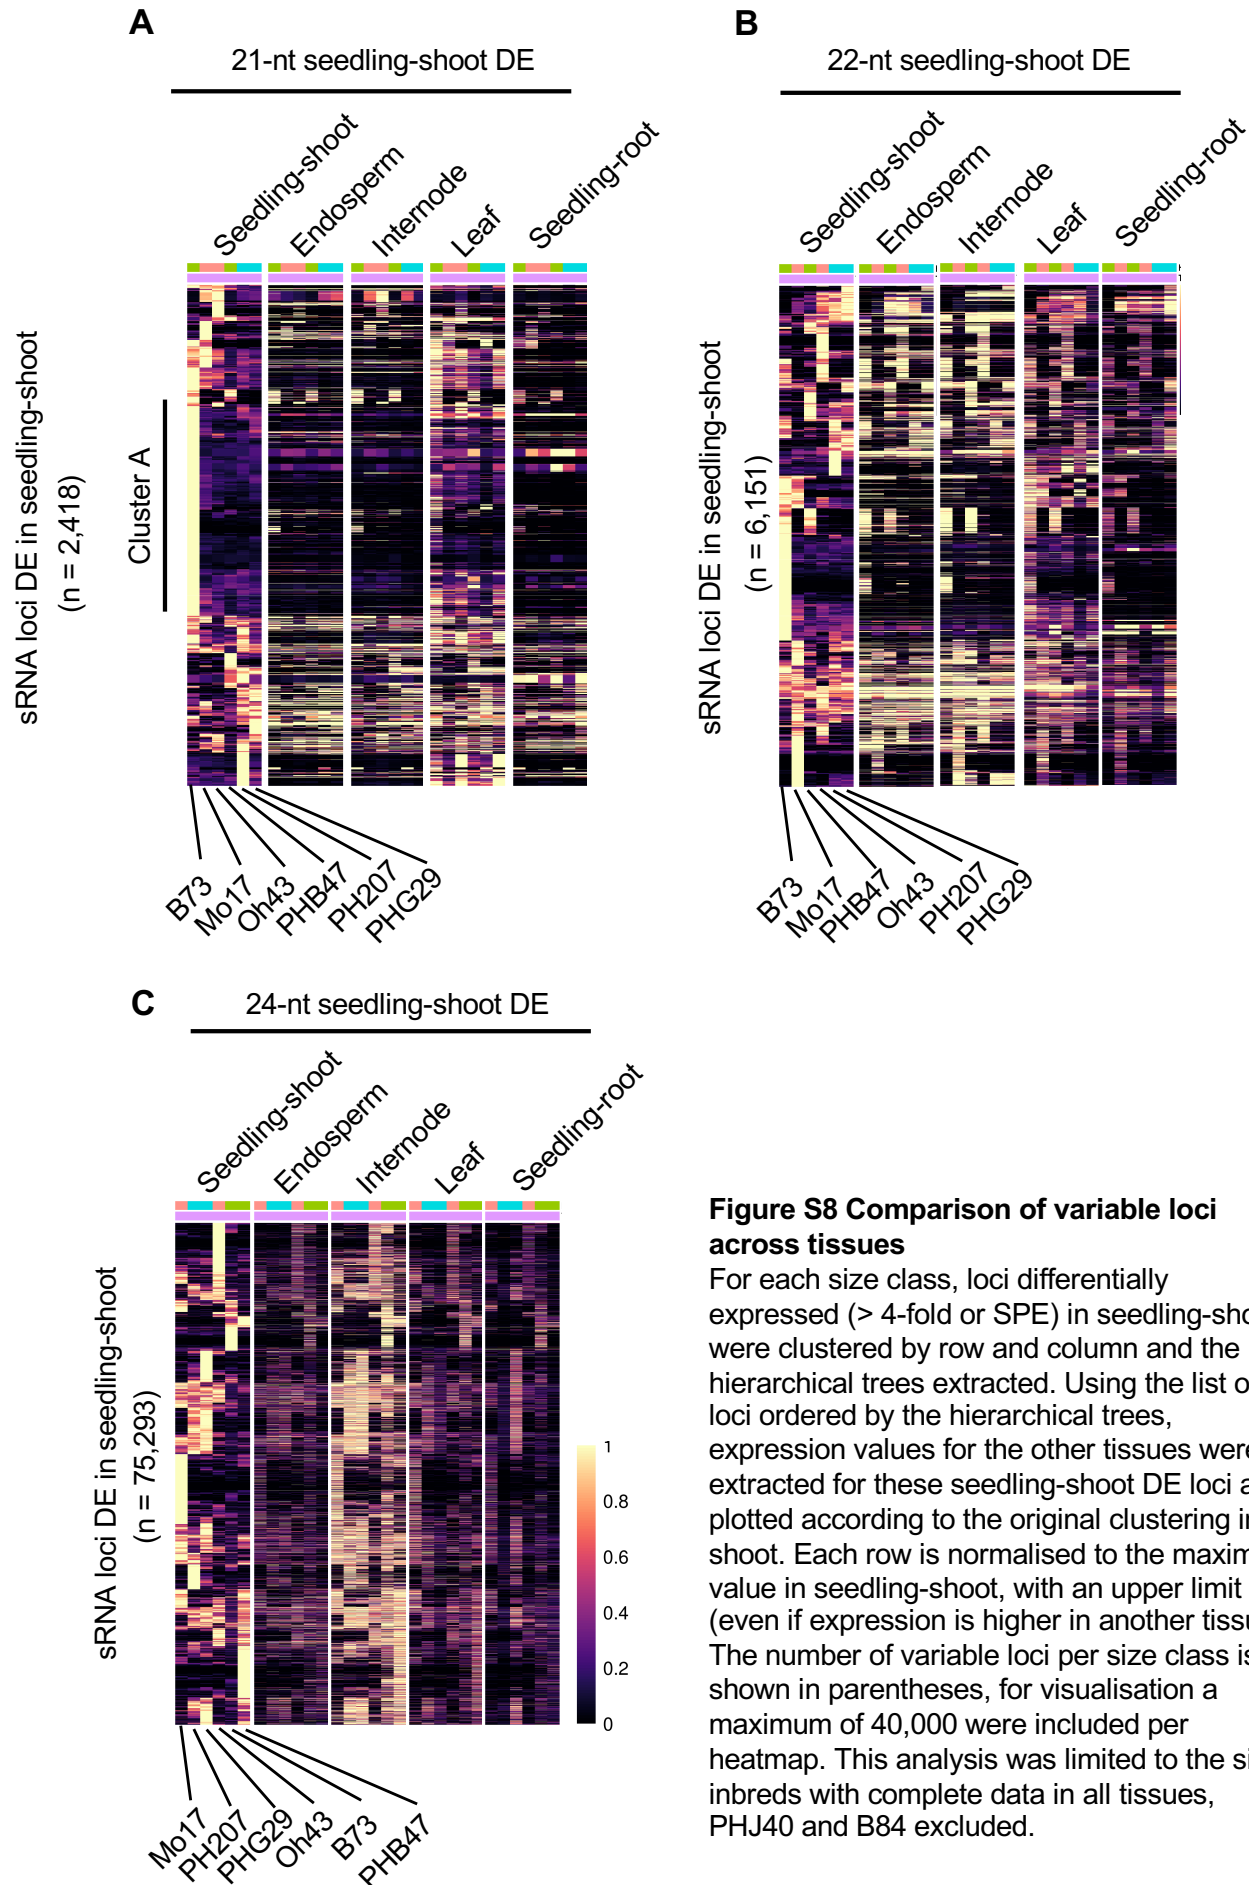 A
21-nt seedling-shoot DE
Seedling-shoot
Endosperm
Internode
Leaf
Seedling-root
sRNA loci DE in seedling-shoot
(n = 2,418)
Cluster A
B73
Mo17
Oh43
PHB47
PH207
PHG29
B
22-nt seedling-shoot DE
Seedling-shoot
Endosperm
Internode
Leaf
Seedling-root
sRNA loci DE in seedling-shoot
(n = 6,151)
B73
Mo17
PHB47
Oh43
PH207
PHG29
C
24-nt seedling-shoot DE
Seedling-shoot
Endosperm
Internode
Leaf
Seedling-root
sRNA loci DE in seedling-shoot
(n = 75,293)
1
0.8
0.6
0.4
0.2
0
Mo17
PH207
PHG29
Oh43
B73
PHB47
Figure S8 Comparison of variable loci
across tissues
For each size class, loci differentially
expressed (> 4-fold or SPE) in seedling-sho
were clustered by row and column and the
hierarchical trees extracted. Using the list o
loci ordered by the hierarchical trees,
expression values for the other tissues were
extracted for these seedling-shoot DE loci a
plotted according to the original clustering in
shoot. Each row is normalised to the maxim
value in seedling-shoot, with an upper limit
(even if expression is higher in another tissu
The number of variable loci per size class is
shown in parentheses, for visualisation a
maximum of 40,000 were included per
heatmap. This analysis was limited to the si
inbreds with complete data in all tissues,
PHJ40 and B84 excluded.